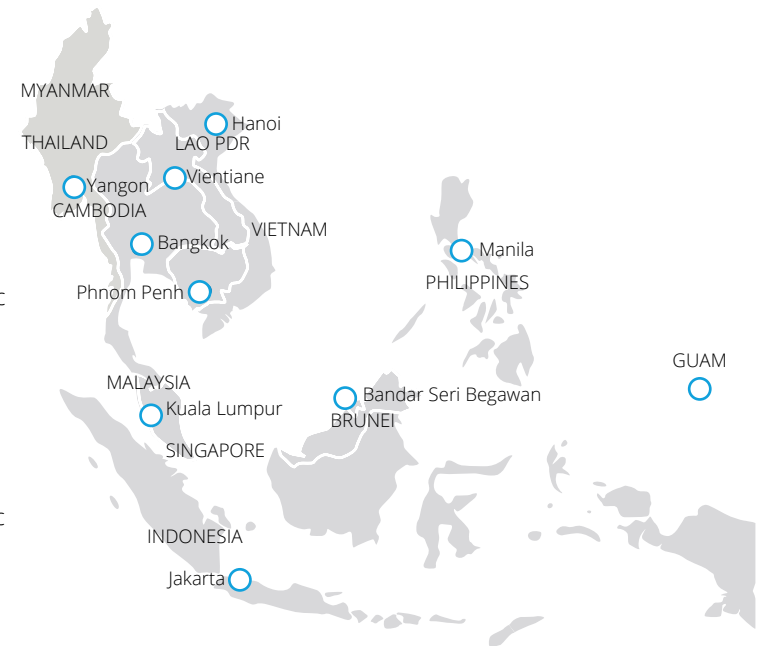 MYANMAR
Hanoi
THAILAND
LAO PDR
Vientiane
Yangon
CAMBODIA
VIETNAM
Bangkok
Manila
PHILIPPINES
Phnom Penh
C
GUAM
MALAYSIA
Bandar Seri Begawan
Kuala Lumpur
BRUNEI
SINGAPORE
C
INDONESIA
Jakarta